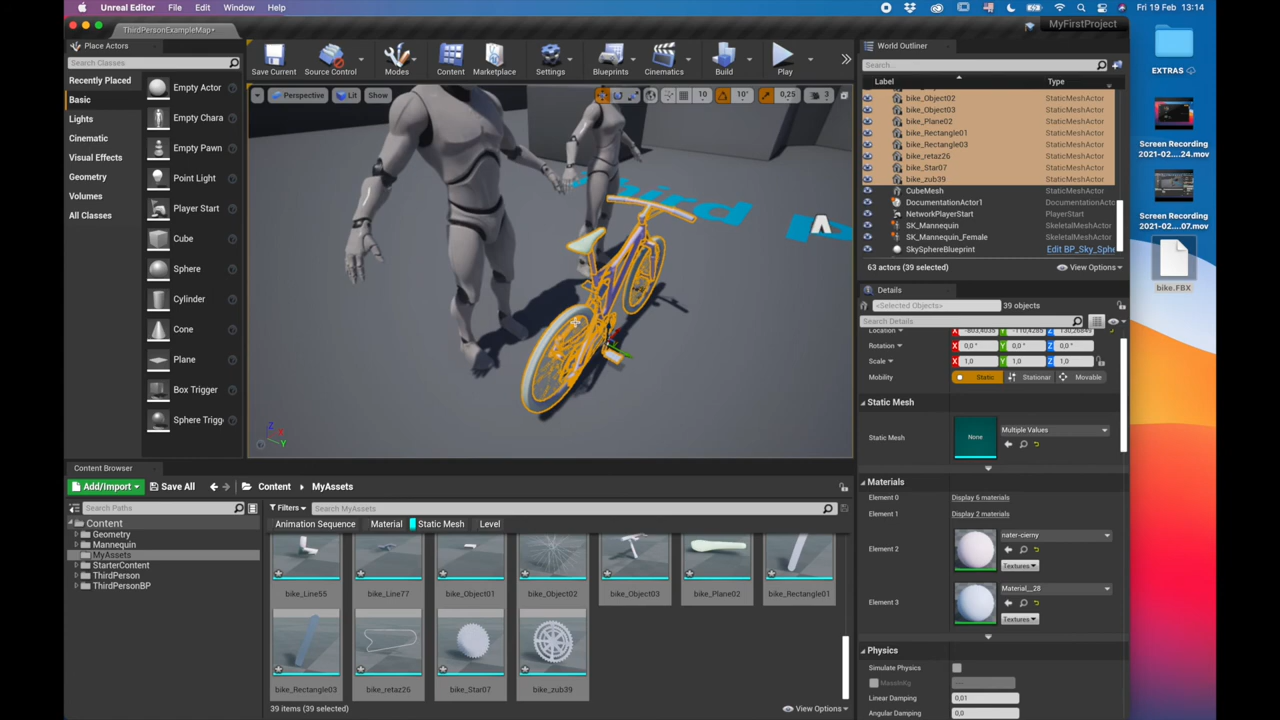 Unreal Editor File Edit Window Help
Fri 19 Feb 13:14
ThirdPersonExampleMap*
MyFirstProject
Place Actors
Search Classes
Recently Placed
Basic
Lights
Cinematic
Visual Effects
Geometry
Volumes
All Classes
Empty Actor
Empty Chara
Empty Pawn
Point Light
Player Start
Cube
Sphere
Cylinder
Cone
Plane
Box Trigger
Sphere Trigg
Save Current
Source Control
Modes
Content
Marketplace
Settings
Blueprints
Cinematics
Build
Play
Perspective
Lit
Show
10
10°
0,25
3
hird
World Outliner
Search...
Label Type
bike_Object02 StaticMeshActor
bike_Object03 StaticMeshActor
bike_Plane02 StaticMeshActor
bike_Rectangle01 StaticMeshActor
bike_Rectangle03 StaticMeshActor
bike_retaz26 StaticMeshActor
bike_Star07 StaticMeshActor
bike_zub39 StaticMeshActor
CubeMesh StaticMeshActor
DocumentationActor1 DocumentationActor
NetworkPlayerStart PlayerStart
SK_Mannequin SkeletalMeshActor
SK_Mannequin_Female SkeletalMeshActor
SkySphereBlueprint Edit BP_Sky_Sphe
63 actors (39 selected)
View Options
Details
<Selected Objects> 39 objects
Search Details
Location
Rotation X 0,0° Y 0,0° Z 0,0°
Scale X 1,0 Y 1,0 Z 1,0
Mobility Static Stationar Movable
Static Mesh
Static Mesh None Multiple Values
Materials
Element 0 Display 6 materials
Element 1 Display 2 materials
Element 2 nater-cierny
Textures
Element 3 Material__28
Textures
Physics
Simulate Physics
MassInKg
Linear Damping 0,01
Angular Damping 0,0
Content Browser
Add/Import Save All Content MyAssets
Search Paths
Content
Geometry
Mannequin
MyAssets
StarterContent
ThirdPerson
ThirdPersonBP
Filters Search MyAssets
Animation Sequence Material Static Mesh Level
bike_Line55 bike_Line77 bike_Object01 bike_Object02 bike_Object03 bike_Plane02 bike_Rectangle01
bike_Rectangle03 bike_retaz26 bike_Star07 bike_zub39
39 items (39 selected)
View Options
EXTRAS
Screen Recording
2021-02....24.mov
Screen Recording
2021-02....07.mov
bike.FBX